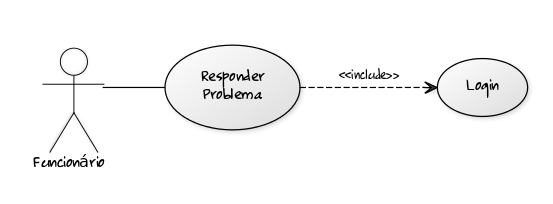 Responder
Problema
<<include>>
Login
Funcionário